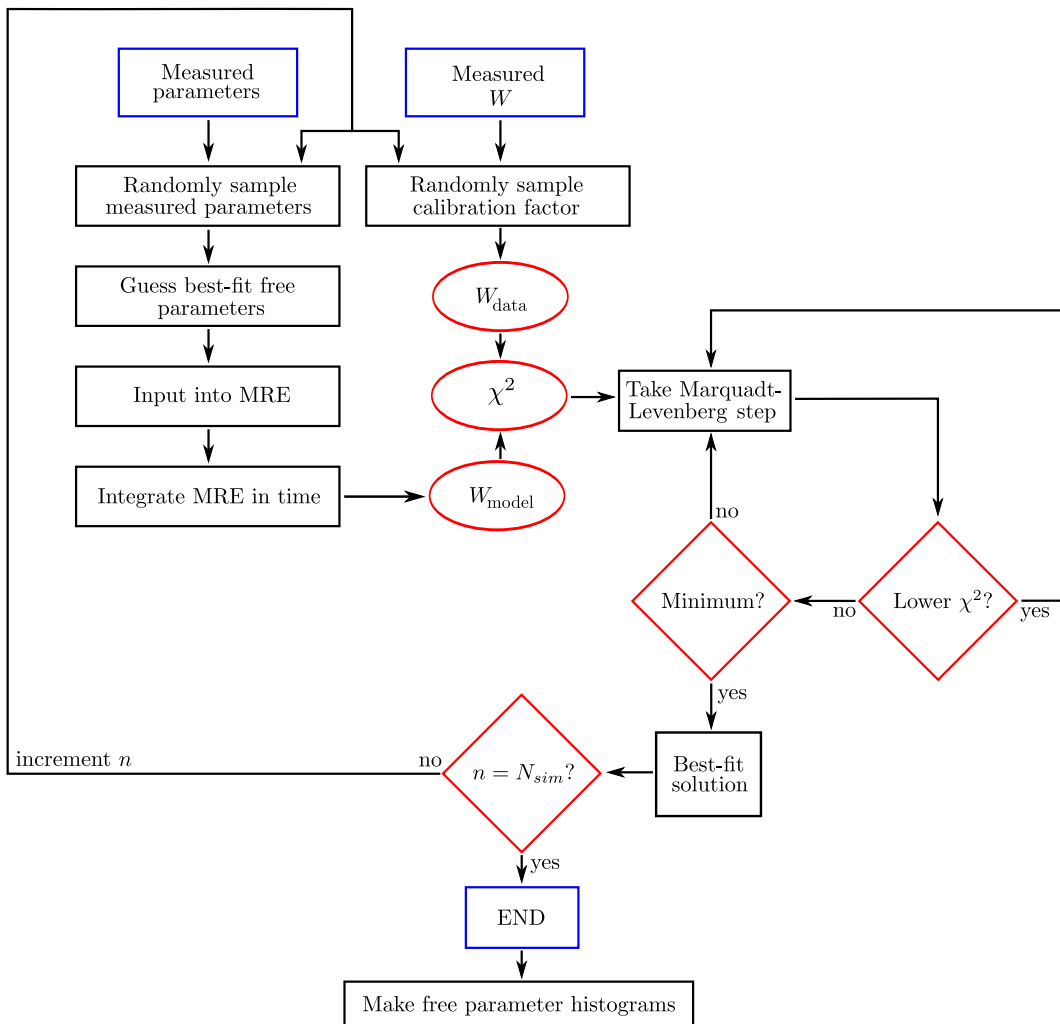 Measured
parameters
Measured
W
Randomly sample
measured parameters
Randomly sample
calibration factor
Guess best-fit free
parameters
W_data
Input into MRE
χ²
Take Marquadt-
Levenberg step
Integrate MRE in time
W_model
no
Minimum?
no
Lower χ²?
yes
yes
increment n
no
n = N_sim?
Best-fit
solution
yes
END
Make free parameter histograms